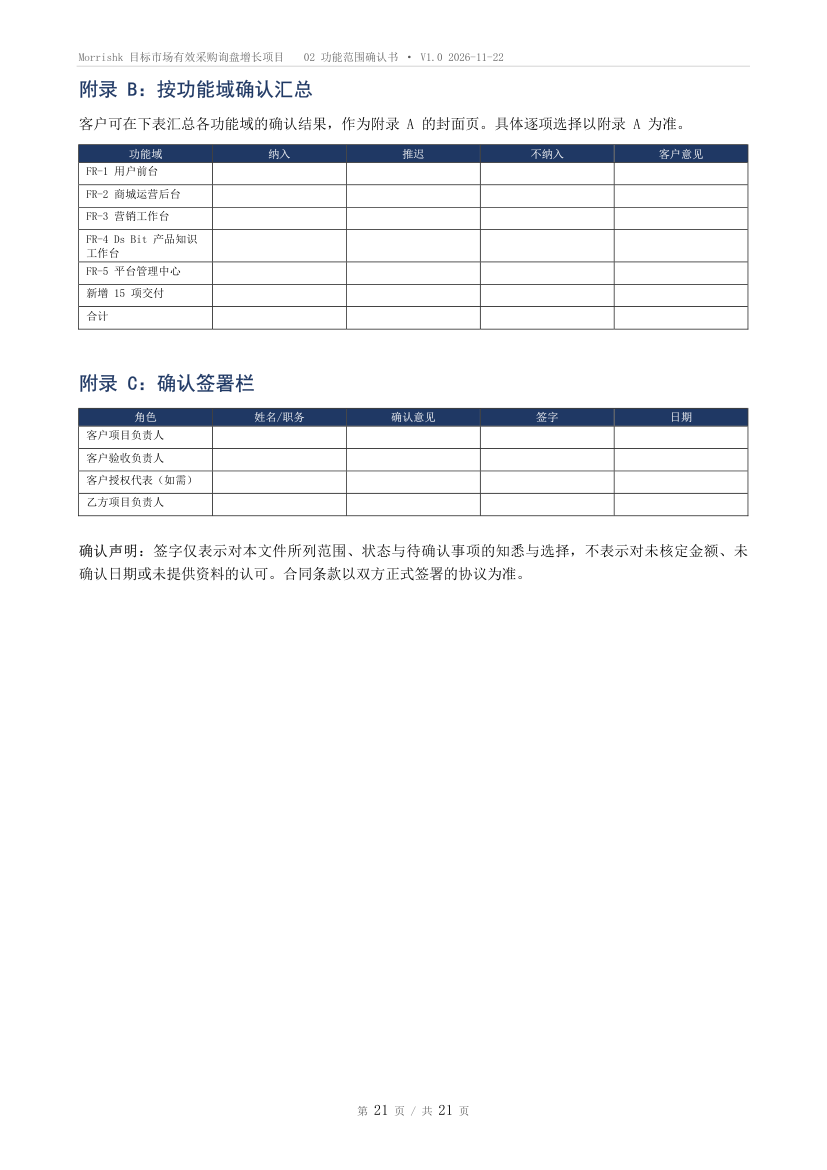 Morrishk 目标市场有效采购询盘增长项目 02 功能范围确认书 • V1.0 2026-11-22
附录 B：按功能域确认汇总
客户可在下表汇总各功能域的确认结果，作为附录 A 的封面页。具体逐项选择以附录 A 为准。
功能域 纳入 推迟 不纳入 客户意见
FR-1 用户前台
FR-2 商城运营后台
FR-3 营销工作台
FR-4 Ds Bit 产品知识
工作台
FR-5 平台管理中心
新增 15 项交付
合计
附录 C：确认签署栏
角色 姓名/职务 确认意见 签字 日期
客户项目负责人
客户验收负责人
客户授权代表（如需）
乙方项目负责人
确认声明：签字仅表示对本文件所列范围、状态与待确认事项的知悉与选择，不表示对未核定金额、未
确认日期或未提供资料的认可。合同条款以双方正式签署的协议为准。
第 21 页 / 共 21 页